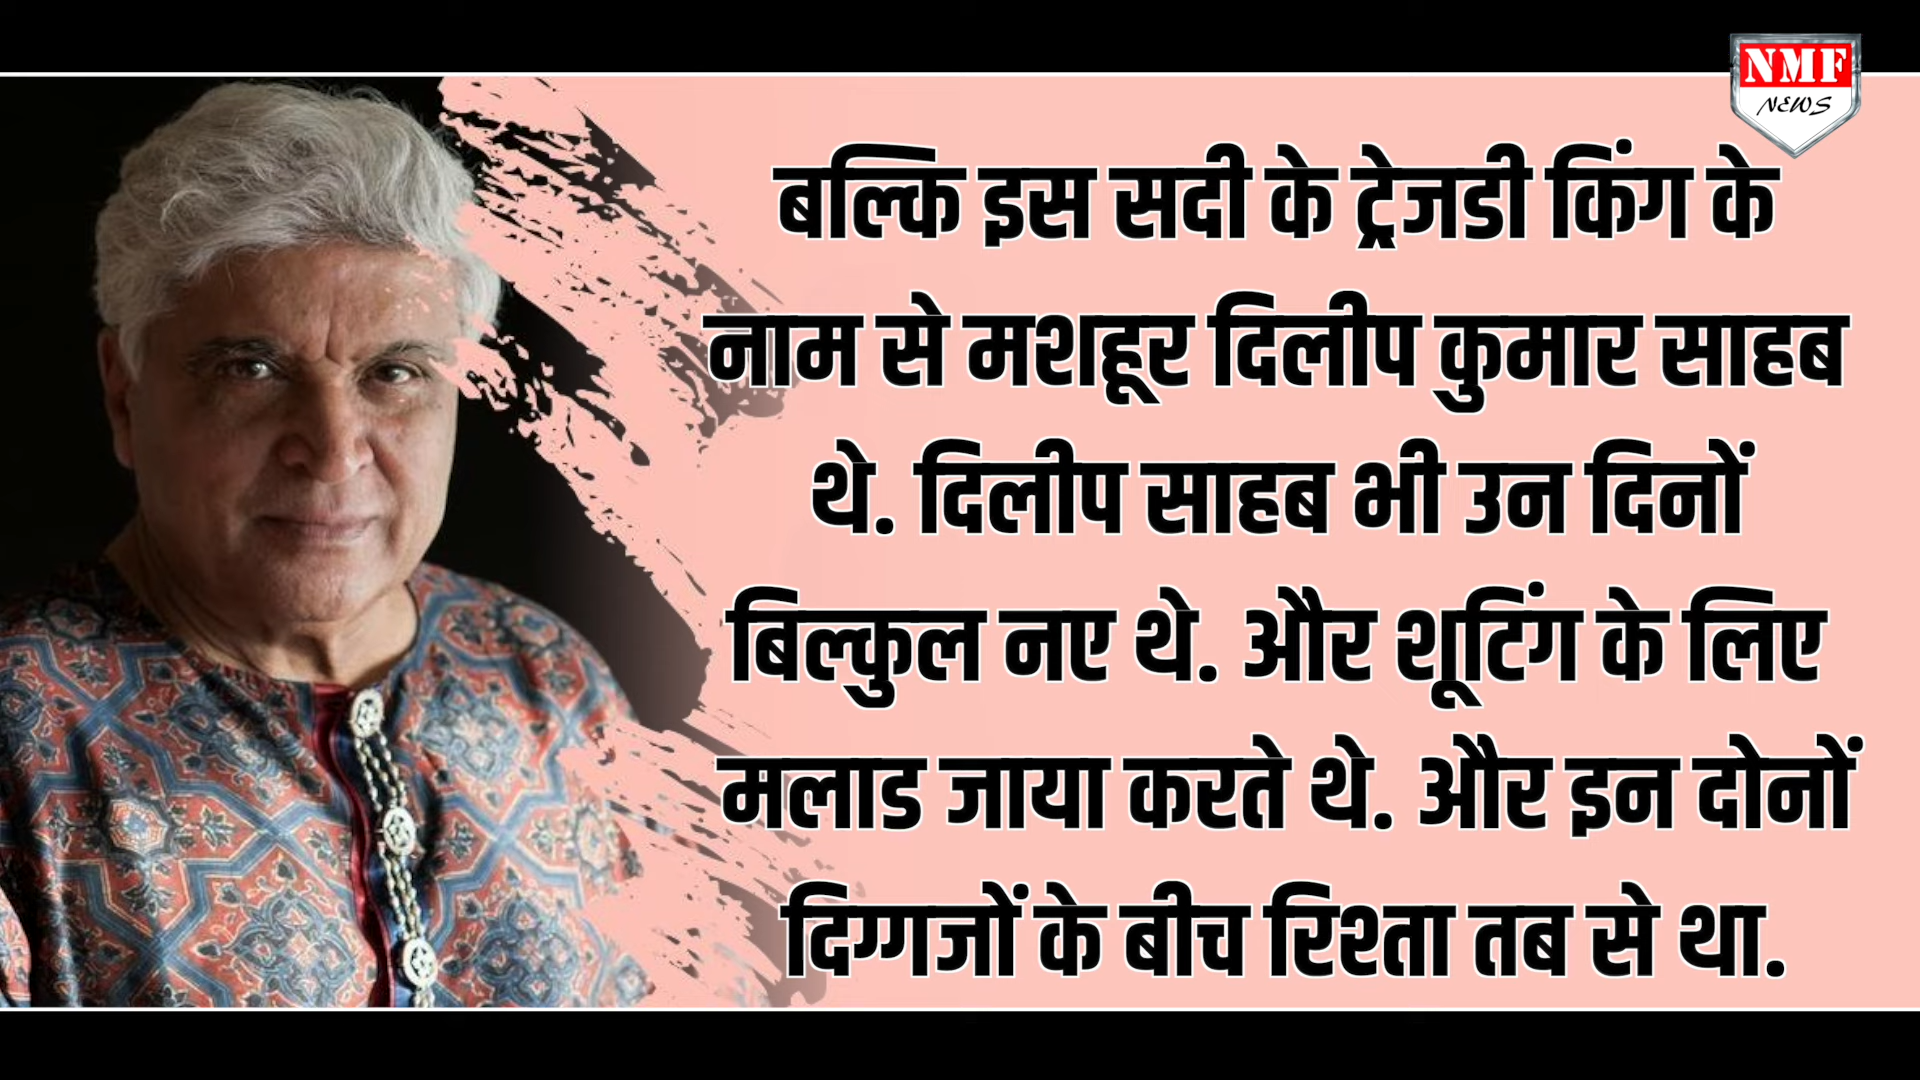 NMF
NEWS
बल्कि इस सदी के ट्रेजडी किंग के
नाम से मशहूर दिलीप कुमार साहब
थे. दिलीप साहब भी उन दिनों
बिल्कुल नए थे. और शूटिंग के लिए
मलाड जाया करते थे. और इन दोनों
दिग्गजों के बीच रिश्ता तब से था.